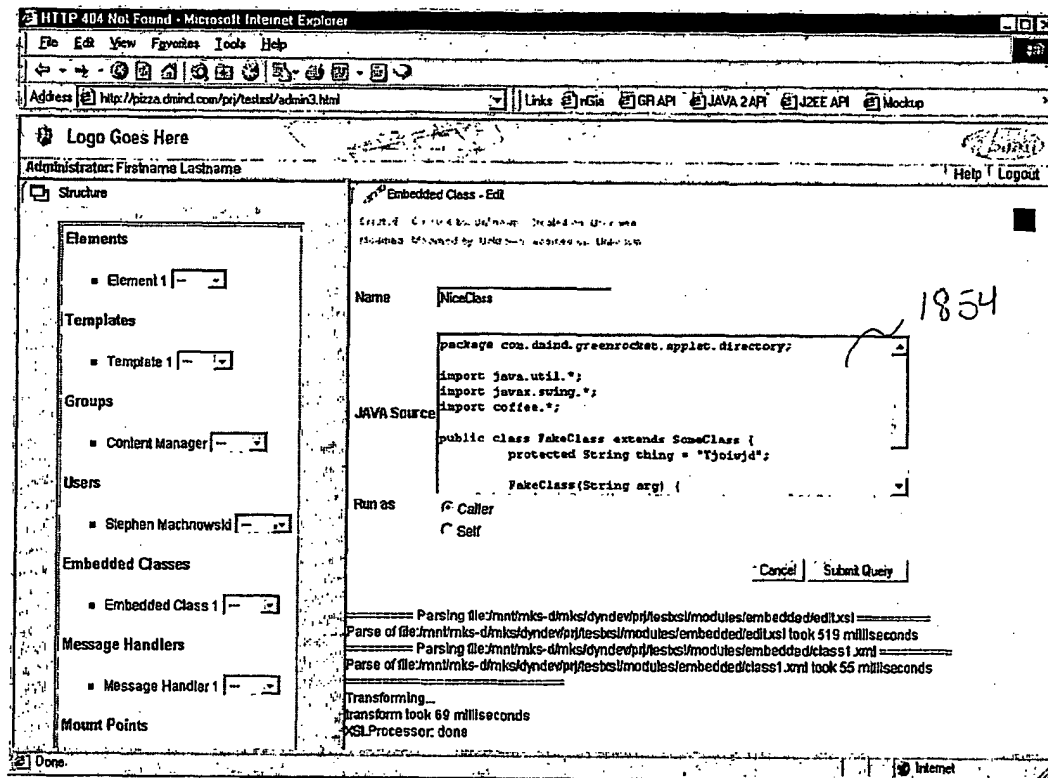 HTTP 404 Not Found - Microsoft Internet Explorer
File Edit View Favorites Tools Help
Address http://pizza.dmind.com/prj/testxsl/admin3.html Links nGia GR API JAVA 2 API J2EE API Mockup
Logo Goes Here
Administrator: Firstname Lastname Help Logout
Structure
Elements
Element 1 --
Templates
Template 1 --
Groups
Content Manager --
Users
Stephen Machnowski --
Embedded Classes
Embedded Class 1 --
Message Handlers
Message Handler 1 --
Mount Points
Embedded Class - Edit
Name NiceClass
1854
JAVA Source
package com.dmind.greenrocket.applet.directory;
import java.util.*;
import javax.swing.*;
import coffee.*;
public class FakeClass extends SomeClass {
protected String thing = "Tjoiwjd";
FakeClass(String arg) {
Run as Caller
Self
Cancel Submit Query
======= Parsing file:/mnt/mks-d/mks/dyndev/prj/testxsl/modules/embedded/edit.xsl =======
Parse of file:/mnt/mks-d/mks/dyndev/prj/testxsl/modules/embedded/edit.xsl took 519 milliseconds
======= Parsing file:/mnt/mks-d/mks/dyndev/prj/testxsl/modules/embedded/class1.xml =======
Parse of file:/mnt/mks-d/mks/dyndev/prj/testxsl/modules/embedded/class1.xml took 55 milliseconds
Transforming...
transform took 69 milliseconds
XSLProcessor: done
Done Internet